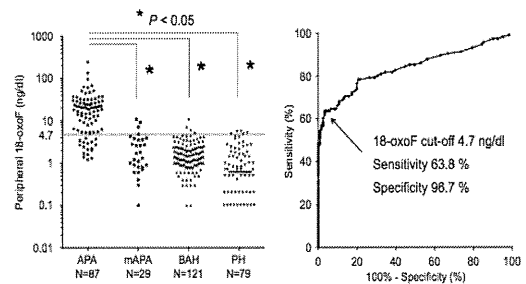 * P < 0.05
Peripheral 18-oxoF (ng/dl)
1000
100
10
4.7
1
0.1
0.01
* * *
APA mAPA BAH PH
N=87 N=29 N=121 N=79
Sensitivity (%)
100
80
60
40
20
0
18-oxoF cut-off 4.7 ng/dl
Sensitivity 63.8 %
Specificity 96.7 %
0 20 40 60 80 100
100% - Specificity (%)